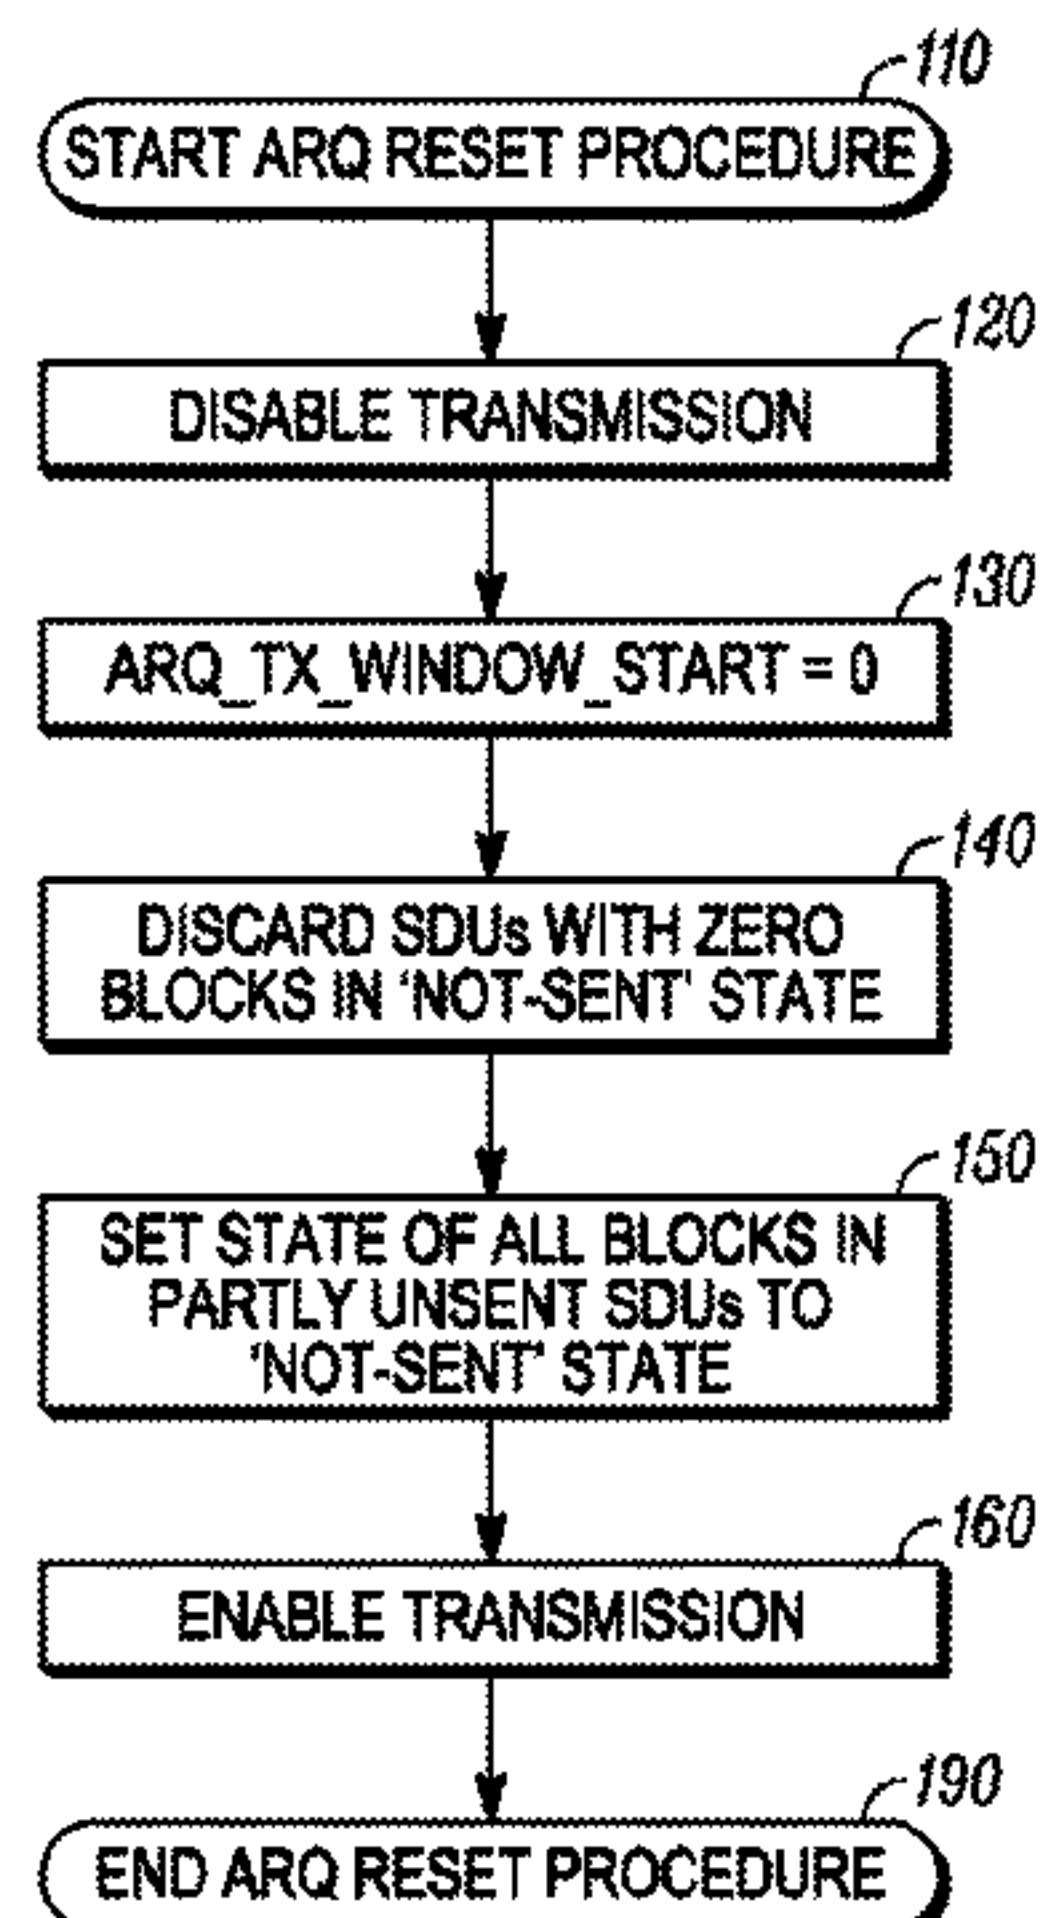 110
START ARQ RESET PROCEDURE
120
DISABLE TRANSMISSION
130
ARQ_TX_WINDOW_START = 0
140
DISCARD SDUs WITH ZERO
BLOCKS IN ‘NOT-SENT’ STATE
150
SET STATE OF ALL BLOCKS IN
PARTLY UNSENT SDUs TO
‘NOT-SENT’ STATE
160
ENABLE TRANSMISSION
190
END ARQ RESET PROCEDURE